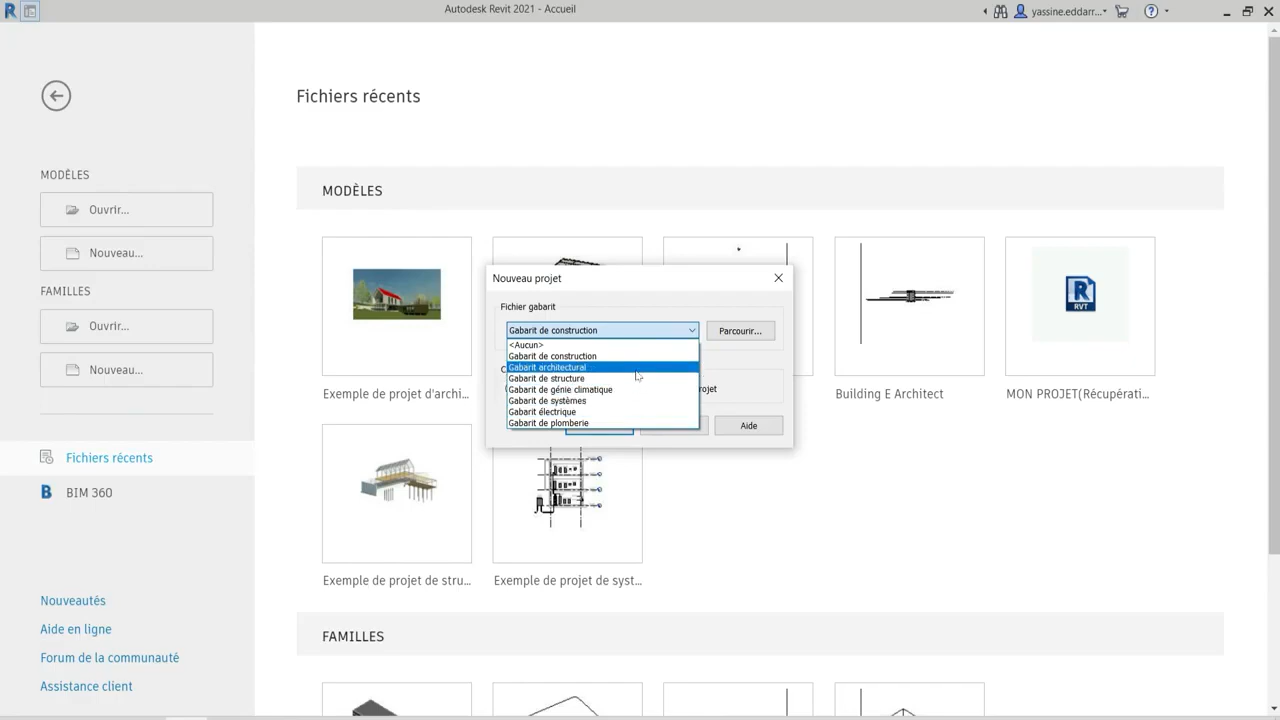 Autodesk Revit 2021 - Accueil
yassine.eddarr...
Fichiers récents
MODÈLES
Ouvrir...
Nouveau...
FAMILLES
Ouvrir...
Nouveau...
Fichiers récents
BIM 360
Nouveautés
Aide en ligne
Forum de la communauté
Assistance client
MODÈLES
Exemple de projet d'archi...
Building E Architect
MON PROJET(Récupérati...
RVT
Exemple de projet de stru...
Exemple de projet de syst...
FAMILLES
Nouveau projet
Fichier gabarit
Gabarit de construction
Parcourir...
<Aucun>
Gabarit de construction
Gabarit architectural
Gabarit de structure
Gabarit de génie climatique
Gabarit de systèmes
Gabarit électrique
Gabarit de plomberie
Aide